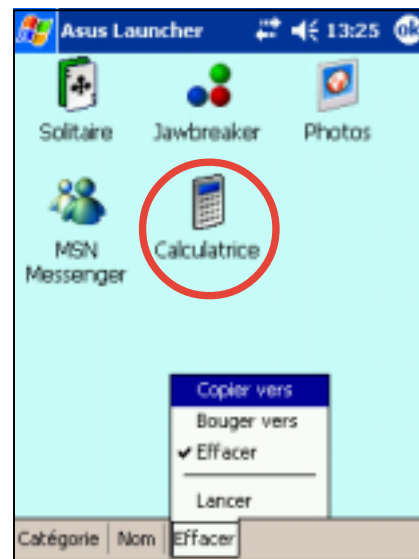 Asus Launcher 13:25 ok
Solitaire Jawbreaker Photos
MSN Messenger
Calculatrice
Copier vers
Bouger vers
Effacer
Lancer
Catégorie Nom Effacer